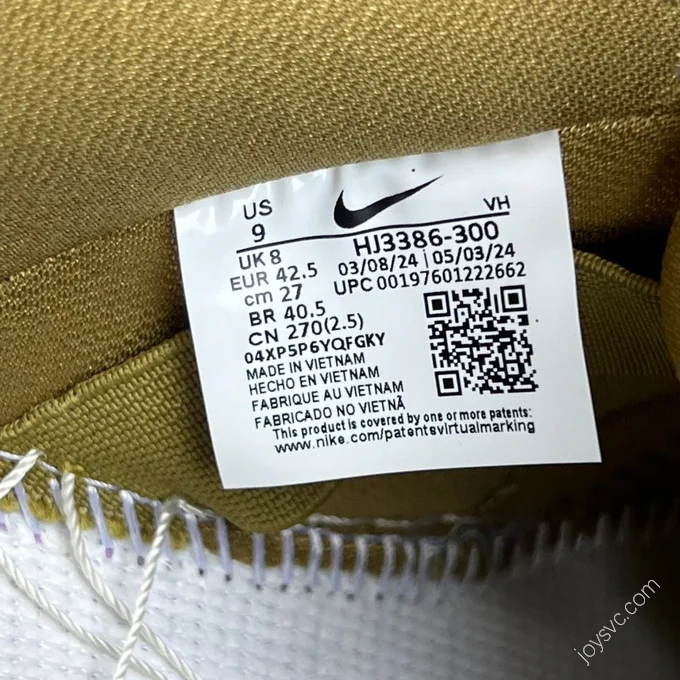 US
9
VH
UK 8
HJ3386-300
EUR 42.5
03/08/24 | 05/03/24
cm 27
UPC 00197601222662
BR 40.5
CN 270(2.5)
04XP5P6YQFGKY
MADE IN VIETNAM
HECHO EN VIETNAM
FABRIQUE AU VIETNAM
FABRICADO NO VIETNÃ
This product is covered by one or more patents:
www.nike.com/patentsvirtualmarking
joysvc.com